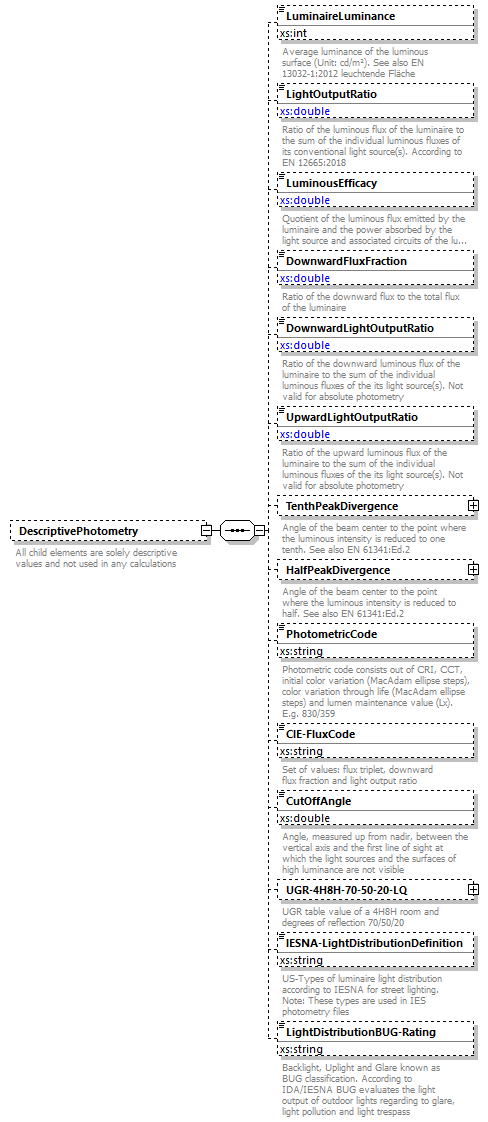 LuminaireLuminance
xs:int
Average luminance of the luminous
surface (Unit: cd/m²). See also EN
13032-1:2012 leuchtende Fläche
LightOutputRatio
xs:double
Ratio of the luminous flux of the luminaire to
the sum of the individual luminous fluxes of
its conventional light source(s). According to
EN 12665:2018
LuminousEfficacy
xs:double
Quotient of the luminous flux emitted by the
luminaire and the power absorbed by the
light source and associated circuits of the lu...
DownwardFluxFraction
xs:double
Ratio of the downward flux to the total flux
of the luminaire
DownwardLightOutputRatio
xs:double
Ratio of the downward luminous flux of the
luminaire to the sum of the individual
luminous fluxes of the its light source(s). Not
valid for absolute photometry
UpwardLightOutputRatio
xs:double
Ratio of the upward luminous flux of the
luminaire to the sum of the individual
luminous fluxes of the its light source(s). Not
valid for absolute photometry
TenthPeakDivergence
Angle of the beam center to the point where
the luminous intensity is reduced to one
tenth. See also EN 61341:Ed.2
DescriptivePhotometry
All child elements are solely descriptive
values and not used in any calculations
HalfPeakDivergence
Angle of the beam center to the point
where the luminous intensity is reduced to
half. See also EN 61341:Ed.2
PhotometricCode
xs:string
Photometric code consists out of CRI, CCT,
initial color variation (MacAdam ellipse steps),
color variation through life (MacAdam ellipse
steps) and lumen maintenance value (Lx).
E.g. 830/359
CIE-FluxCode
xs:string
Set of values: flux triplet, downward
flux fraction and light output ratio
CutOffAngle
xs:double
Angle, measured up from nadir, between the
vertical axis and the first line of sight at
which the light sources and the surfaces of
high luminance are not visible
UGR-4H8H-70-50-20-LQ
UGR table value of a 4H8H room and
degrees of reflection 70/50/20
IESNA-LightDistributionDefinition
xs:string
US-Types of luminaire light distribution
according to IESNA for street lighting.
Note: These types are used in IES
photometry files
LightDistributionBUG-Rating
xs:string
Backlight, Uplight and Glare known as
BUG classification. According to
IDA/IESNA BUG evaluates the light
output of outdoor lights regarding to glare,
light pollution and light trespass